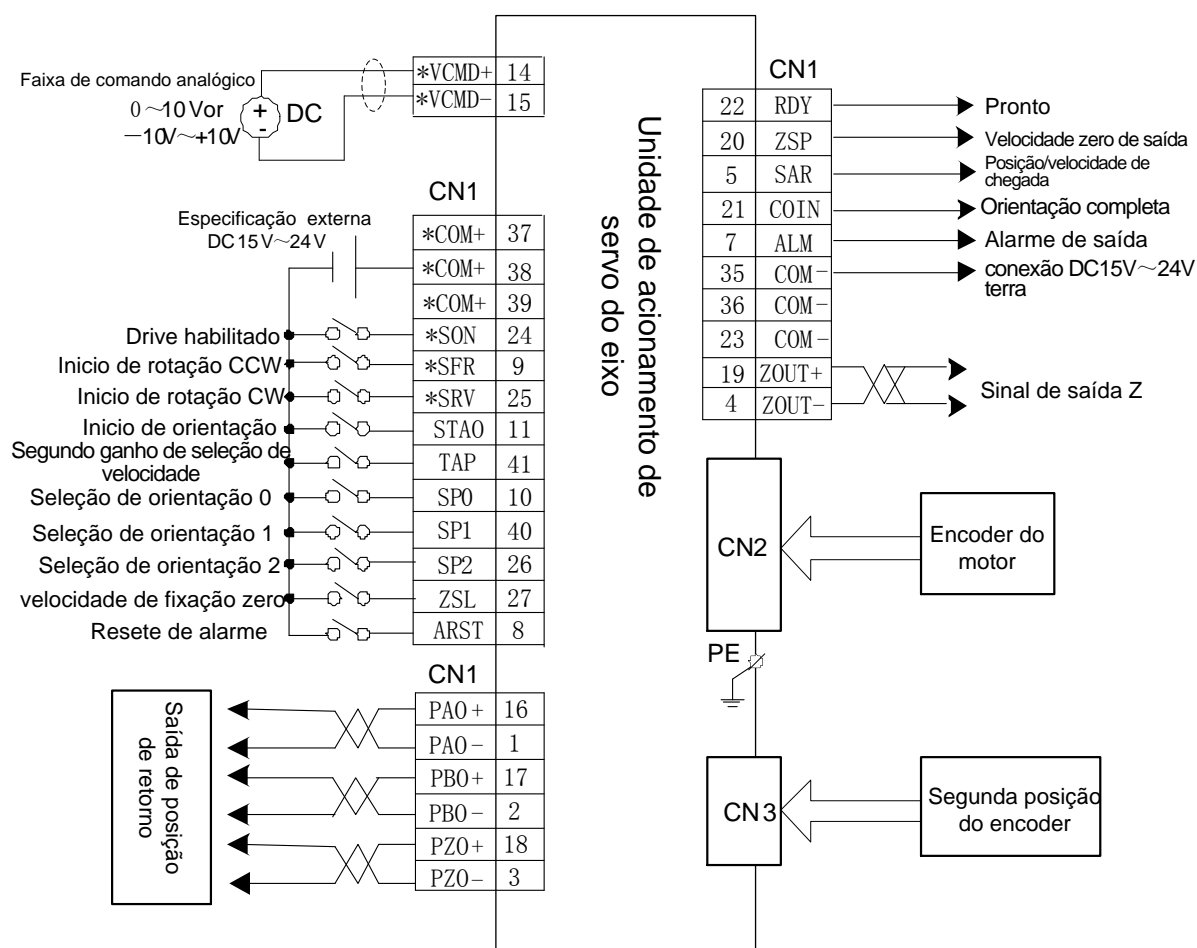 Faixa de comando analógico
0～10Vor
－10V～+10V
+
-
DC
*VCMD+ 14
*VCMD- 15
CN1
Especificação externa
DC15V～24V
*COM+ 37
*COM+ 38
*COM+ 39
Drive habilitado *SON 24
Inicio de rotação CCW *SFR 9
Inicio de rotação CW *SRV 25
Inicio de orientação STAO 11
Segundo ganho de seleção de
velocidade
TAP 41
Seleção de orientação 0 SP0 10
Seleção de orientação 1 SP1 40
Seleção de orientação 2 SP2 26
velocidade de fixação zero ZSL 27
Resete de alarme ARST 8
CN1
Saída de posição
de retorno
PAO+ 16
PAO- 1
PBO+ 17
PBO- 2
PZO+ 18
PZO- 3
Unidade de acionamento de
servo do eixo
CN1
22 RDY Pronto
20 ZSP Velocidade zero de saída
5 SAR Posição/velocidade de
chegada
21 COIN Orientação completa
7 ALM Alarme de saída
35 COM- conexão DC15V～24V
terra
36 COM-
23 COM-
19 ZOUT+
4 ZOUT-
Sinal de saída Z
CN2
Encoder do
motor
PE
CN3
Segunda posição
do encoder